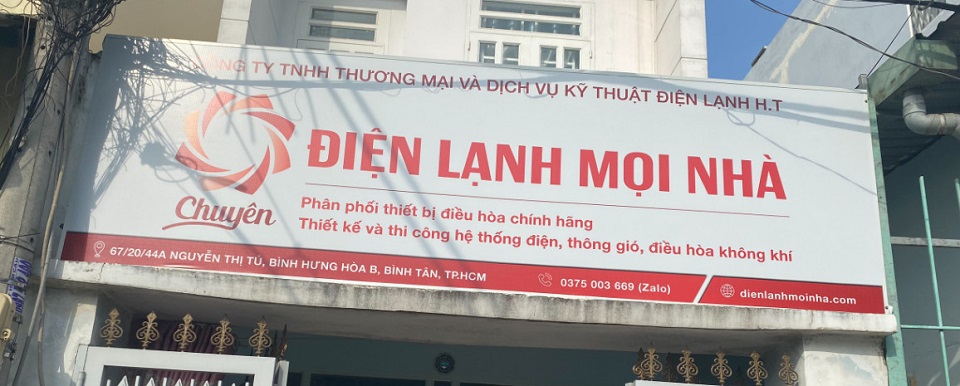 CÔNG TY TNHH THƯƠNG MẠI VÀ DỊCH VỤ KỸ THUẬT ĐIỆN LẠNH H.T
ĐIỆN LẠNH MỌI NHÀ
Chuyên
Phân phối thiết bị điều hòa chính hãng
Thiết kế và thi công hệ thống điện, thông gió, điều hòa không khí
67/20/44A NGUYỄN THỊ TÚ, BÌNH HƯNG HÒA B, BÌNH TÂN, TP.HCM
0375 003 669 (Zalo)
dienlanhmoinha.com